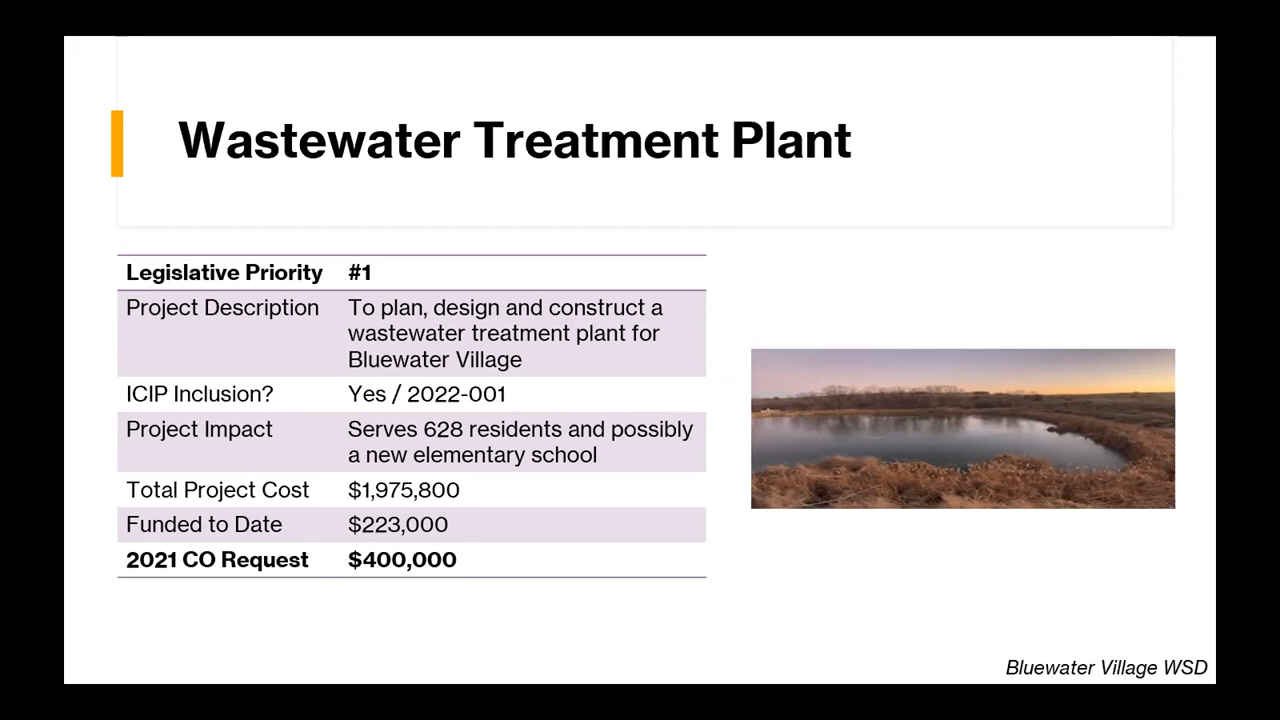 Wastewater Treatment Plant
Legislative Priority #1
Project Description To plan, design and construct a
wastewater treatment plant for
Bluewater Village
ICIP Inclusion? Yes / 2022-001
Project Impact Serves 628 residents and possibly
a new elementary school
Total Project Cost $1,975,800
Funded to Date $223,000
2021 CO Request $400,000
Bluewater Village WSD